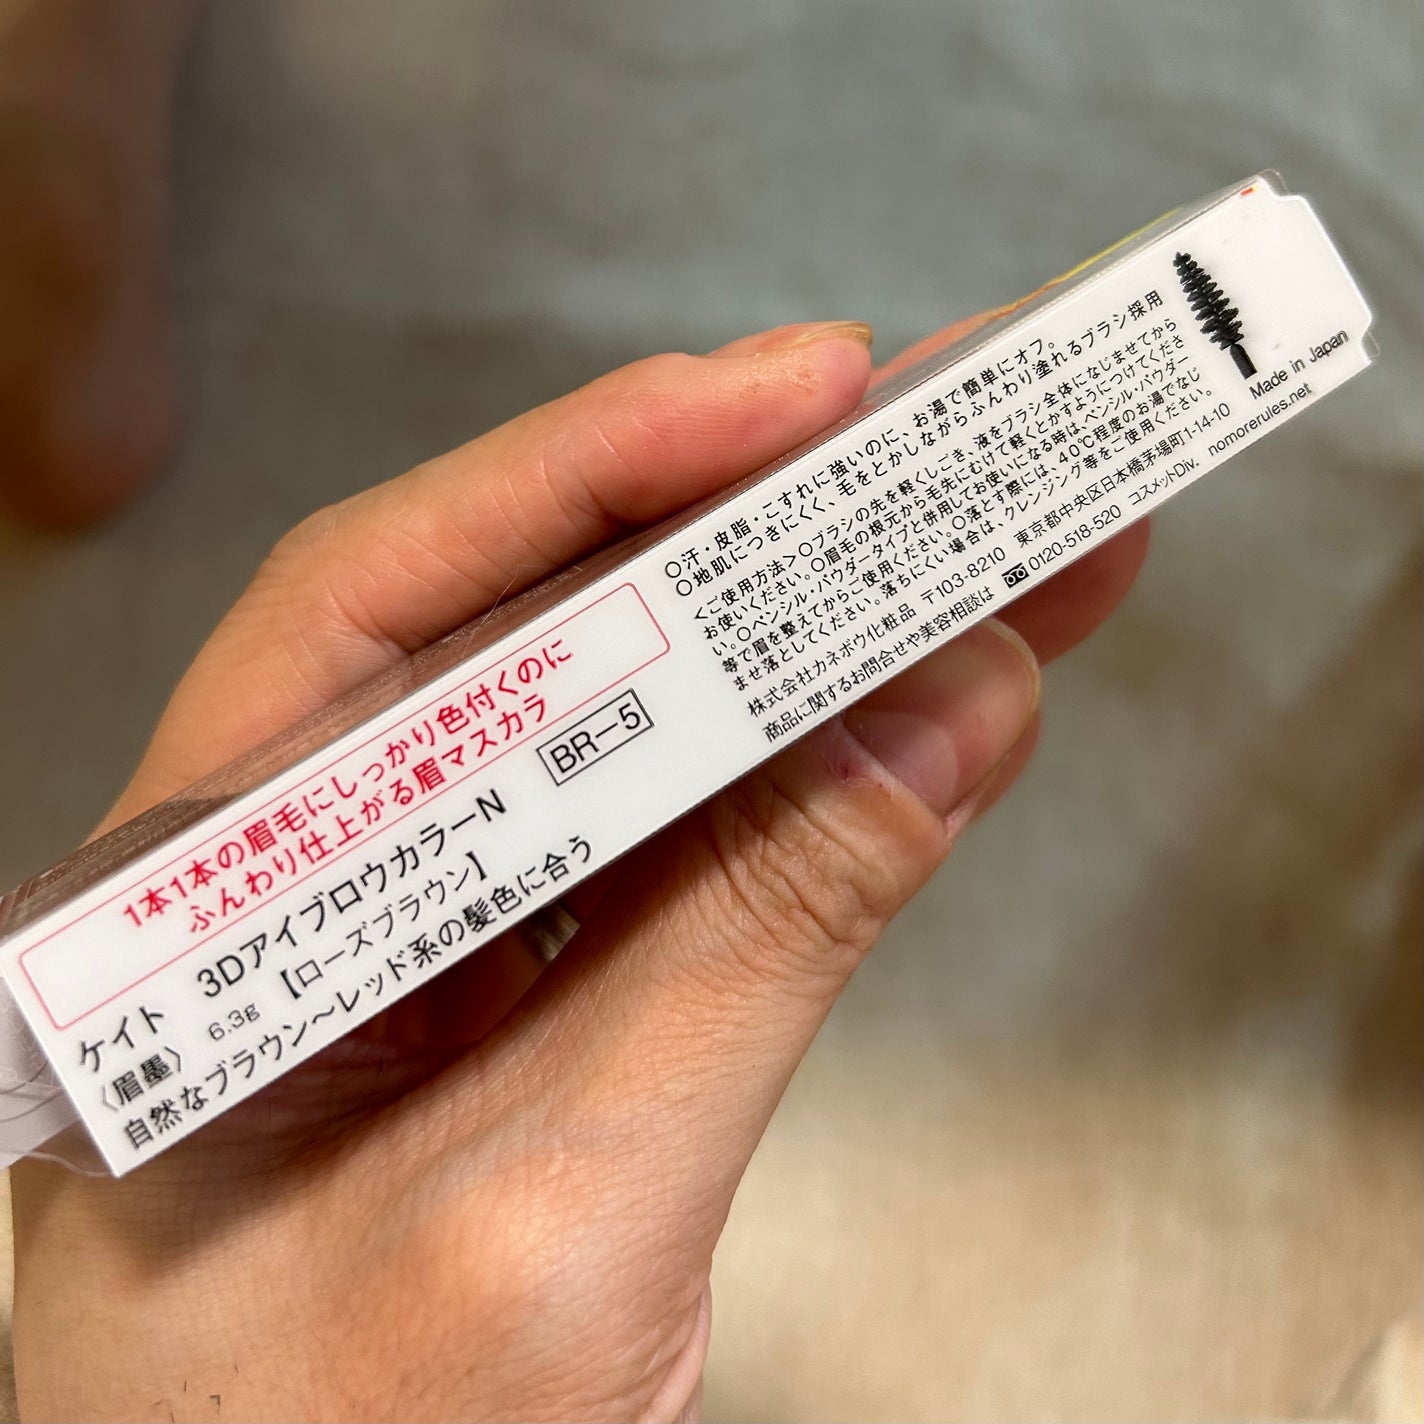 1本1本の眉毛にしっかり色付くのに
ふんわり仕上がる眉マスカラ
ケイト 3DアイブロウカラーN BR－5
〈眉墨〉 6.3g 【ローズブラウン】
自然なブラウン～レッド系の髪色に合う
○汗・皮脂・こすれに強いのに、お湯で簡単にオフ。
○地肌につきにくく、毛をとかしながらふんわり塗れるブラシ採用
＜ご使用方法＞○ブラシの先を軽くしごき、液をブラシ全体になじませてから
お使いください。○眉毛の根元から毛先にむけて軽くとかすようにつけてくださ
い。○ペンシル・パウダータイプと併用してお使いになる時は、ペンシル・パウダー
等で眉を整えてからご使用ください。○落とす際には、40℃程度のお湯でなじ
ませ落としてください。落ちにくい場合は、クレンジング等をご使用ください。
株式会社カネボウ化粧品 〒103-8210 東京都中央区日本橋茅場町1-14-10
商品に関するお問合せや美容相談は 0120-518-520 コスメットDiv. nomorerules.net
Made in Japan